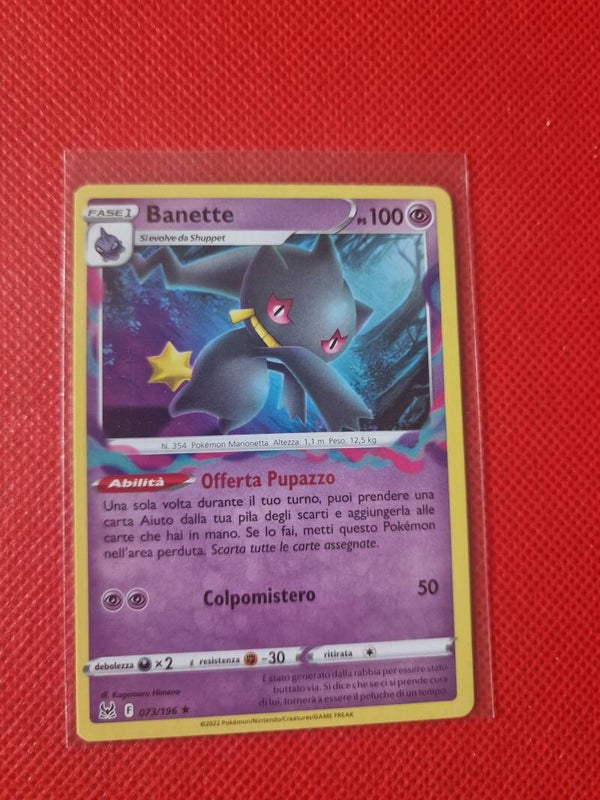 FASE 1 Banette PS 100
Si evolve da Shuppet
N. 354 Pokémon Marionetta Altezza: 1,1 m Peso: 12,5 kg
Abilità Offerta Pupazzo
Una sola volta durante il tuo turno, puoi prendere una
carta Aiuto dalla tua pila degli scarti e aggiungerla alle
carte che hai in mano. Se lo fai, metti questo Pokémon
nell'area perduta. Scarta tutte le carte assegnate.
Colpomistero 50
debolezza ×2 resistenza -30 ritirata
È stato generato dalla rabbia per essere stato
buttato via. Si dice che se ci si prende cura
di lui, tornerà a essere il peluche di un tempo.
Ill. Kagemaru Himeno
F 073/196 ★
©2022 Pokémon/Nintendo/Creatures/GAME FREAK